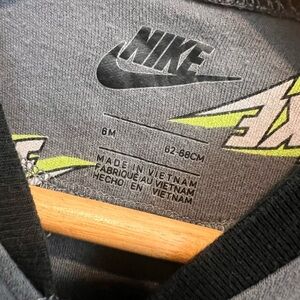 NIKE
6M
62-68CM
MADE IN VIETNAM
FABRIQUÉ AU VIETNAM
HECHO EN VIETNAM